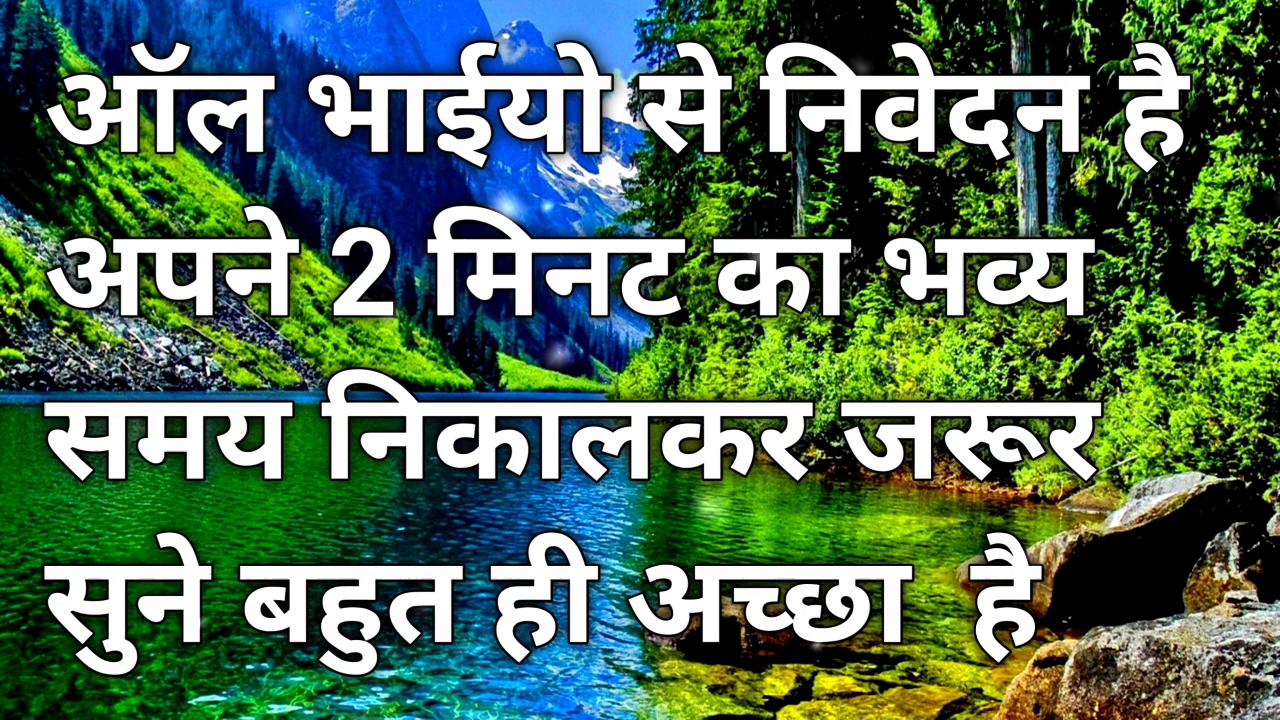 ऑल भाईयो से निवेदन है
अपने 2 मिनट का भव्य
समय निकालकर जरूर
सुने बहुत ही अच्छा है